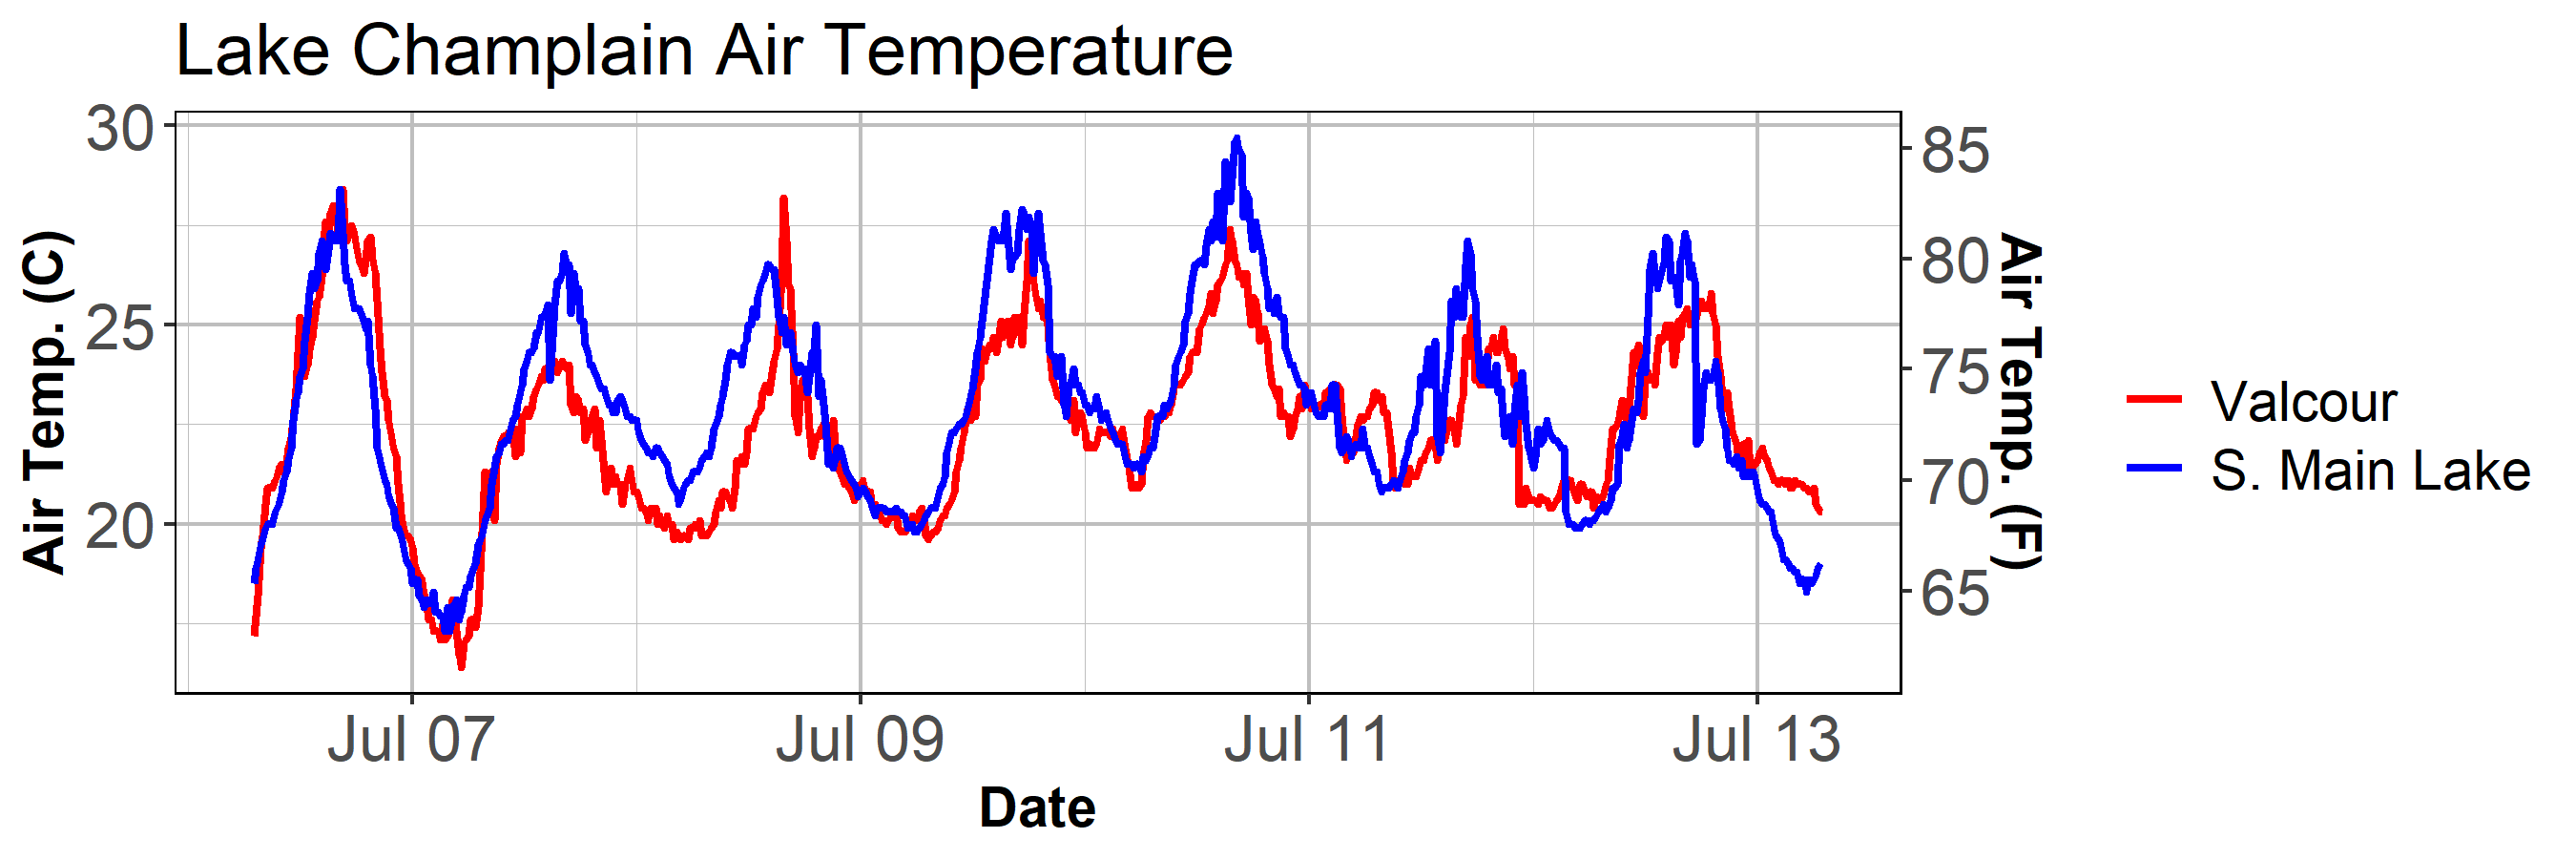 Lake Champlain Air Temperature
30
25
20
Air Temp. (C)
85
80
75
70
65
Air Temp. (F)
Jul 07
Jul 09
Jul 11
Jul 13
Date
Valcour
S. Main Lake